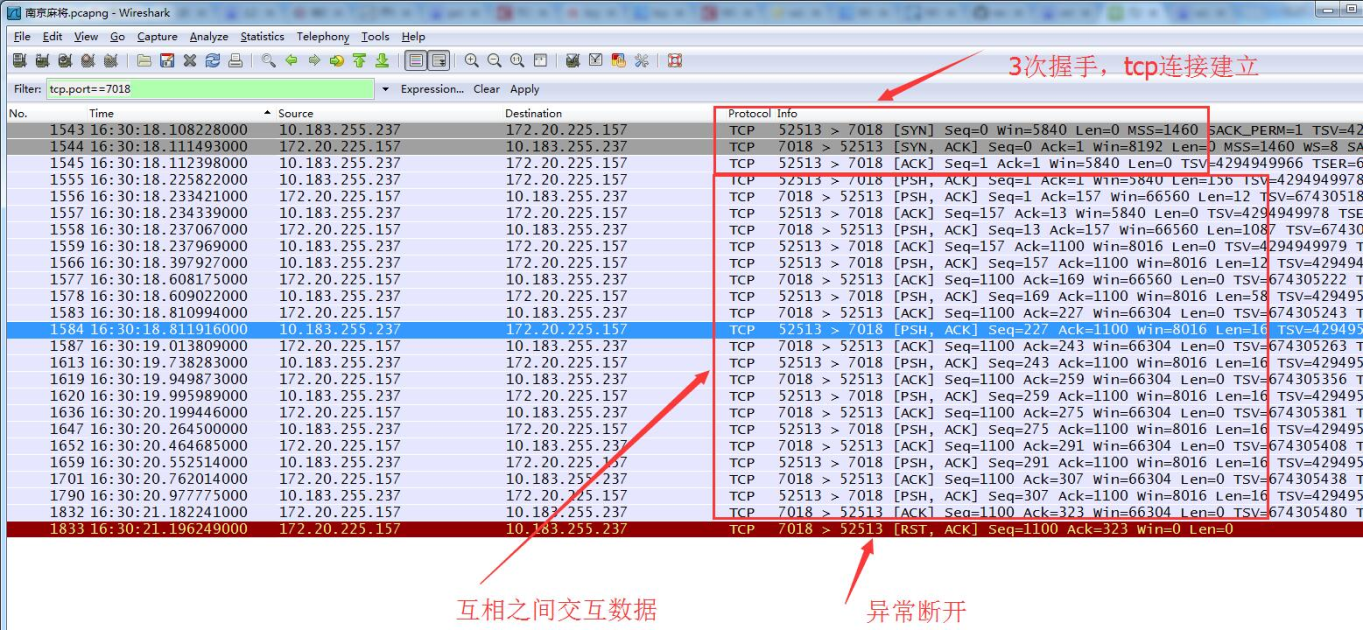 南京麻将.pcapng - Wireshark
File Edit View Go Capture Analyze Statistics Telephony Tools Help
3次握手，tcp连接建立
Filter: tcp.port==7018 Expression... Clear Apply
No. Time Source Destination Protocol Info
1543 16:30:18.108228000 10.183.255.237 172.20.225.157 TCP 52513 > 7018 [SYN] Seq=0 Win=5840 Len=0 MSS=1460 SACK_PERM=1 TSV=42
1544 16:30:18.111493000 172.20.225.157 10.183.255.237 TCP 7018 > 52513 [SYN, ACK] Seq=0 Ack=1 Win=8192 Len=0 MSS=1460 WS=8 SA
1545 16:30:18.112398000 10.183.255.237 172.20.225.157 TCP 52513 > 7018 [ACK] Seq=1 Ack=1 Win=5840 Len=0 TSV=4294949966 TSER=6
1555 16:30:18.225822000 10.183.255.237 172.20.225.157 TCP 52513 > 7018 [PSH, ACK] Seq=1 Ack=1 Win=5840 Len=156 TSV=4294949978
1556 16:30:18.233421000 172.20.225.157 10.183.255.237 TCP 7018 > 52513 [PSH, ACK] Seq=1 Ack=157 Win=66560 Len=12 TSV=67430518
1557 16:30:18.234339000 10.183.255.237 172.20.225.157 TCP 52513 > 7018 [ACK] Seq=157 Ack=13 Win=5840 Len=0 TSV=4294949978 TSE
1558 16:30:18.237067000 172.20.225.157 10.183.255.237 TCP 7018 > 52513 [PSH, ACK] Seq=13 Ack=157 Win=66560 Len=1087 TSV=67430
1559 16:30:18.237969000 10.183.255.237 172.20.225.157 TCP 52513 > 7018 [ACK] Seq=157 Ack=1100 Win=8016 Len=0 TSV=4294949979 T
1566 16:30:18.397927000 10.183.255.237 172.20.225.157 TCP 52513 > 7018 [PSH, ACK] Seq=157 Ack=1100 Win=8016 Len=12 TSV=429494
1577 16:30:18.608175000 172.20.225.157 10.183.255.237 TCP 7018 > 52513 [ACK] Seq=1100 Ack=169 Win=66560 Len=0 TSV=674305222 T
1578 16:30:18.609022000 10.183.255.237 172.20.225.157 TCP 52513 > 7018 [PSH, ACK] Seq=169 Ack=1100 Win=8016 Len=58 TSV=429495
1583 16:30:18.810994000 172.20.225.157 10.183.255.237 TCP 7018 > 52513 [ACK] Seq=1100 Ack=227 Win=66304 Len=0 TSV=674305243 T
1584 16:30:18.811916000 10.183.255.237 172.20.225.157 TCP 52513 > 7018 [PSH, ACK] Seq=227 Ack=1100 Win=8016 Len=16 TSV=429495
1587 16:30:19.013809000 172.20.225.157 10.183.255.237 TCP 7018 > 52513 [ACK] Seq=1100 Ack=243 Win=66304 Len=0 TSV=674305263 T
1613 16:30:19.738283000 10.183.255.237 172.20.225.157 TCP 52513 > 7018 [PSH, ACK] Seq=243 Ack=1100 Win=8016 Len=16 TSV=429495
1619 16:30:19.949873000 172.20.225.157 10.183.255.237 TCP 7018 > 52513 [ACK] Seq=1100 Ack=259 Win=66304 Len=0 TSV=674305356 T
1620 16:30:19.995989000 10.183.255.237 172.20.225.157 TCP 52513 > 7018 [PSH, ACK] Seq=259 Ack=1100 Win=8016 Len=16 TSV=429495
1636 16:30:20.199446000 172.20.225.157 10.183.255.237 TCP 7018 > 52513 [ACK] Seq=1100 Ack=275 Win=66304 Len=0 TSV=674305381 T
1647 16:30:20.264500000 10.183.255.237 172.20.225.157 TCP 52513 > 7018 [PSH, ACK] Seq=275 Ack=1100 Win=8016 Len=16 TSV=429495
1652 16:30:20.464685000 172.20.225.157 10.183.255.237 TCP 7018 > 52513 [ACK] Seq=1100 Ack=291 Win=66304 Len=0 TSV=674305408 T
1659 16:30:20.552514000 10.183.255.237 172.20.225.157 TCP 52513 > 7018 [PSH, ACK] Seq=291 Ack=1100 Win=8016 Len=16 TSV=429495
1701 16:30:20.762014000 172.20.225.157 10.183.255.237 TCP 7018 > 52513 [ACK] Seq=1100 Ack=307 Win=66304 Len=0 TSV=674305438 T
1790 16:30:20.977775000 10.183.255.237 172.20.225.157 TCP 52513 > 7018 [PSH, ACK] Seq=307 Ack=1100 Win=8016 Len=16 TSV=429495
1832 16:30:21.182241000 172.20.225.157 10.183.255.237 TCP 7018 > 52513 [ACK] Seq=1100 Ack=323 Win=66304 Len=0 TSV=674305480 T
1833 16:30:21.196249000 172.20.225.157 10.183.255.237 TCP 7018 > 52513 [RST, ACK] Seq=1100 Ack=323 Win=0 Len=0
互相之间交互数据
异常断开